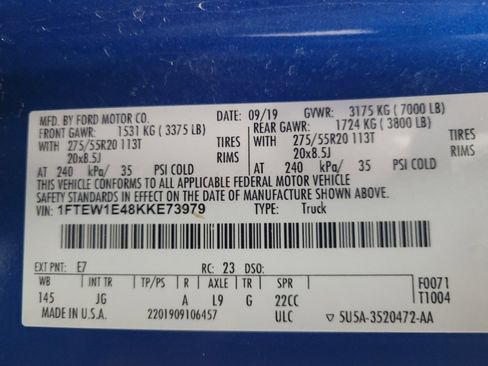 MFD. BY FORD MOTOR CO. DATE: 09/19 GVWR: 3175 KG ( 7000 LB)
FRONT GAWR: 1531 KG ( 3375 LB) REAR GAWR: 1724 KG ( 3800 LB)
WITH 275/55R20 113T TIRES WITH 275/55R20 113T TIRES
20x8.5J RIMS 20x8.5J RIMS
AT 240 kPa/ 35 PSI COLD AT 240 kPa/ 35 PSI COLD
THIS VEHICLE CONFORMS TO ALL APPLICABLE FEDERAL MOTOR VEHICLE
SAFETY STANDARDS IN EFFECT ON THE DATE OF MANUFACTURE SHOWN ABOVE.
VIN: 1FTEW1E48KKE73979 TYPE: Truck
EXT PNT: E7 RC: 23 DSO: F0071
WB INT TR TP/PS R AXLE TR SPR T1004
145 JG A L9 G 22CC
MADE IN U.S.A. 2201909106457 ULC ▽ 5U5A-3520472-AA